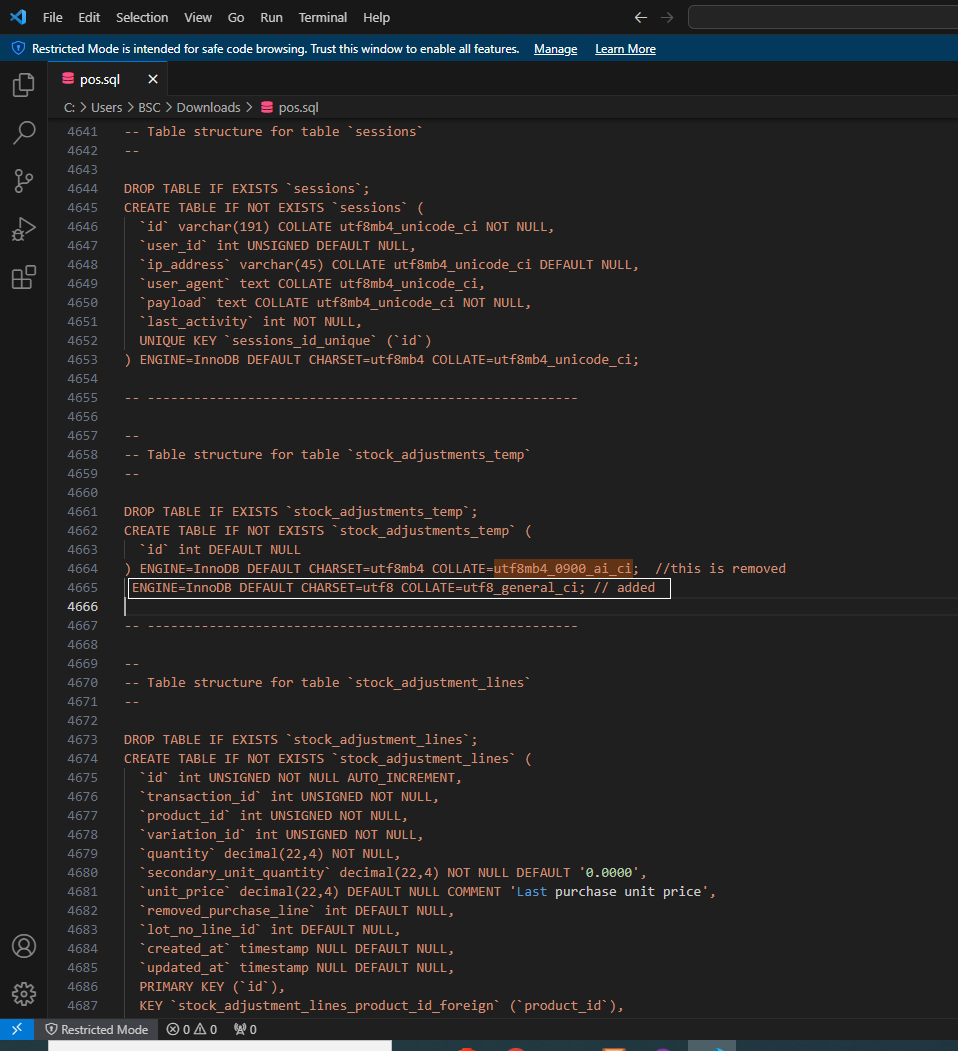 File Edit Selection View Go Run Terminal Help
Restricted Mode is intended for safe code browsing. Trust this window to enable all features. Manage Learn More
pos.sql
C: > Users > BSC > Downloads > pos.sql
4641 -- Table structure for table `sessions`
4642 --
4643
4644 DROP TABLE IF EXISTS `sessions`;
4645 CREATE TABLE IF NOT EXISTS `sessions` (
4646 `id` varchar(191) COLLATE utf8mb4_unicode_ci NOT NULL,
4647 `user_id` int UNSIGNED DEFAULT NULL,
4648 `ip_address` varchar(45) COLLATE utf8mb4_unicode_ci DEFAULT NULL,
4649 `user_agent` text COLLATE utf8mb4_unicode_ci,
4650 `payload` text COLLATE utf8mb4_unicode_ci NOT NULL,
4651 `last_activity` int NOT NULL,
4652 UNIQUE KEY `sessions_id_unique` (`id`)
4653 ) ENGINE=InnoDB DEFAULT CHARSET=utf8mb4 COLLATE=utf8mb4_unicode_ci;
4654
4655 -- --------------------------------------------------------
4656
4657 --
4658 -- Table structure for table `stock_adjustments_temp`
4659 --
4660
4661 DROP TABLE IF EXISTS `stock_adjustments_temp`;
4662 CREATE TABLE IF NOT EXISTS `stock_adjustments_temp` (
4663 `id` int DEFAULT NULL
4664 ) ENGINE=InnoDB DEFAULT CHARSET=utf8mb4 COLLATE=utf8mb4_0900_ai_ci; //this is removed
4665 ENGINE=InnoDB DEFAULT CHARSET=utf8 COLLATE=utf8_general_ci; // added
4666
4667 -- --------------------------------------------------------
4668
4669 --
4670 -- Table structure for table `stock_adjustment_lines`
4671 --
4672
4673 DROP TABLE IF EXISTS `stock_adjustment_lines`;
4674 CREATE TABLE IF NOT EXISTS `stock_adjustment_lines` (
4675 `id` int UNSIGNED NOT NULL AUTO_INCREMENT,
4676 `transaction_id` int UNSIGNED NOT NULL,
4677 `product_id` int UNSIGNED NOT NULL,
4678 `variation_id` int UNSIGNED NOT NULL,
4679 `quantity` decimal(22,4) NOT NULL,
4680 `secondary_unit_quantity` decimal(22,4) NOT NULL DEFAULT '0.0000',
4681 `unit_price` decimal(22,4) DEFAULT NULL COMMENT 'Last purchase unit price',
4682 `removed_purchase_line` int DEFAULT NULL,
4683 `lot_no_line_id` int DEFAULT NULL,
4684 `created_at` timestamp NULL DEFAULT NULL,
4685 `updated_at` timestamp NULL DEFAULT NULL,
4686 PRIMARY KEY (`id`),
4687 KEY `stock_adjustment_lines_product_id_foreign` (`product_id`),
Restricted Mode 0 0 0